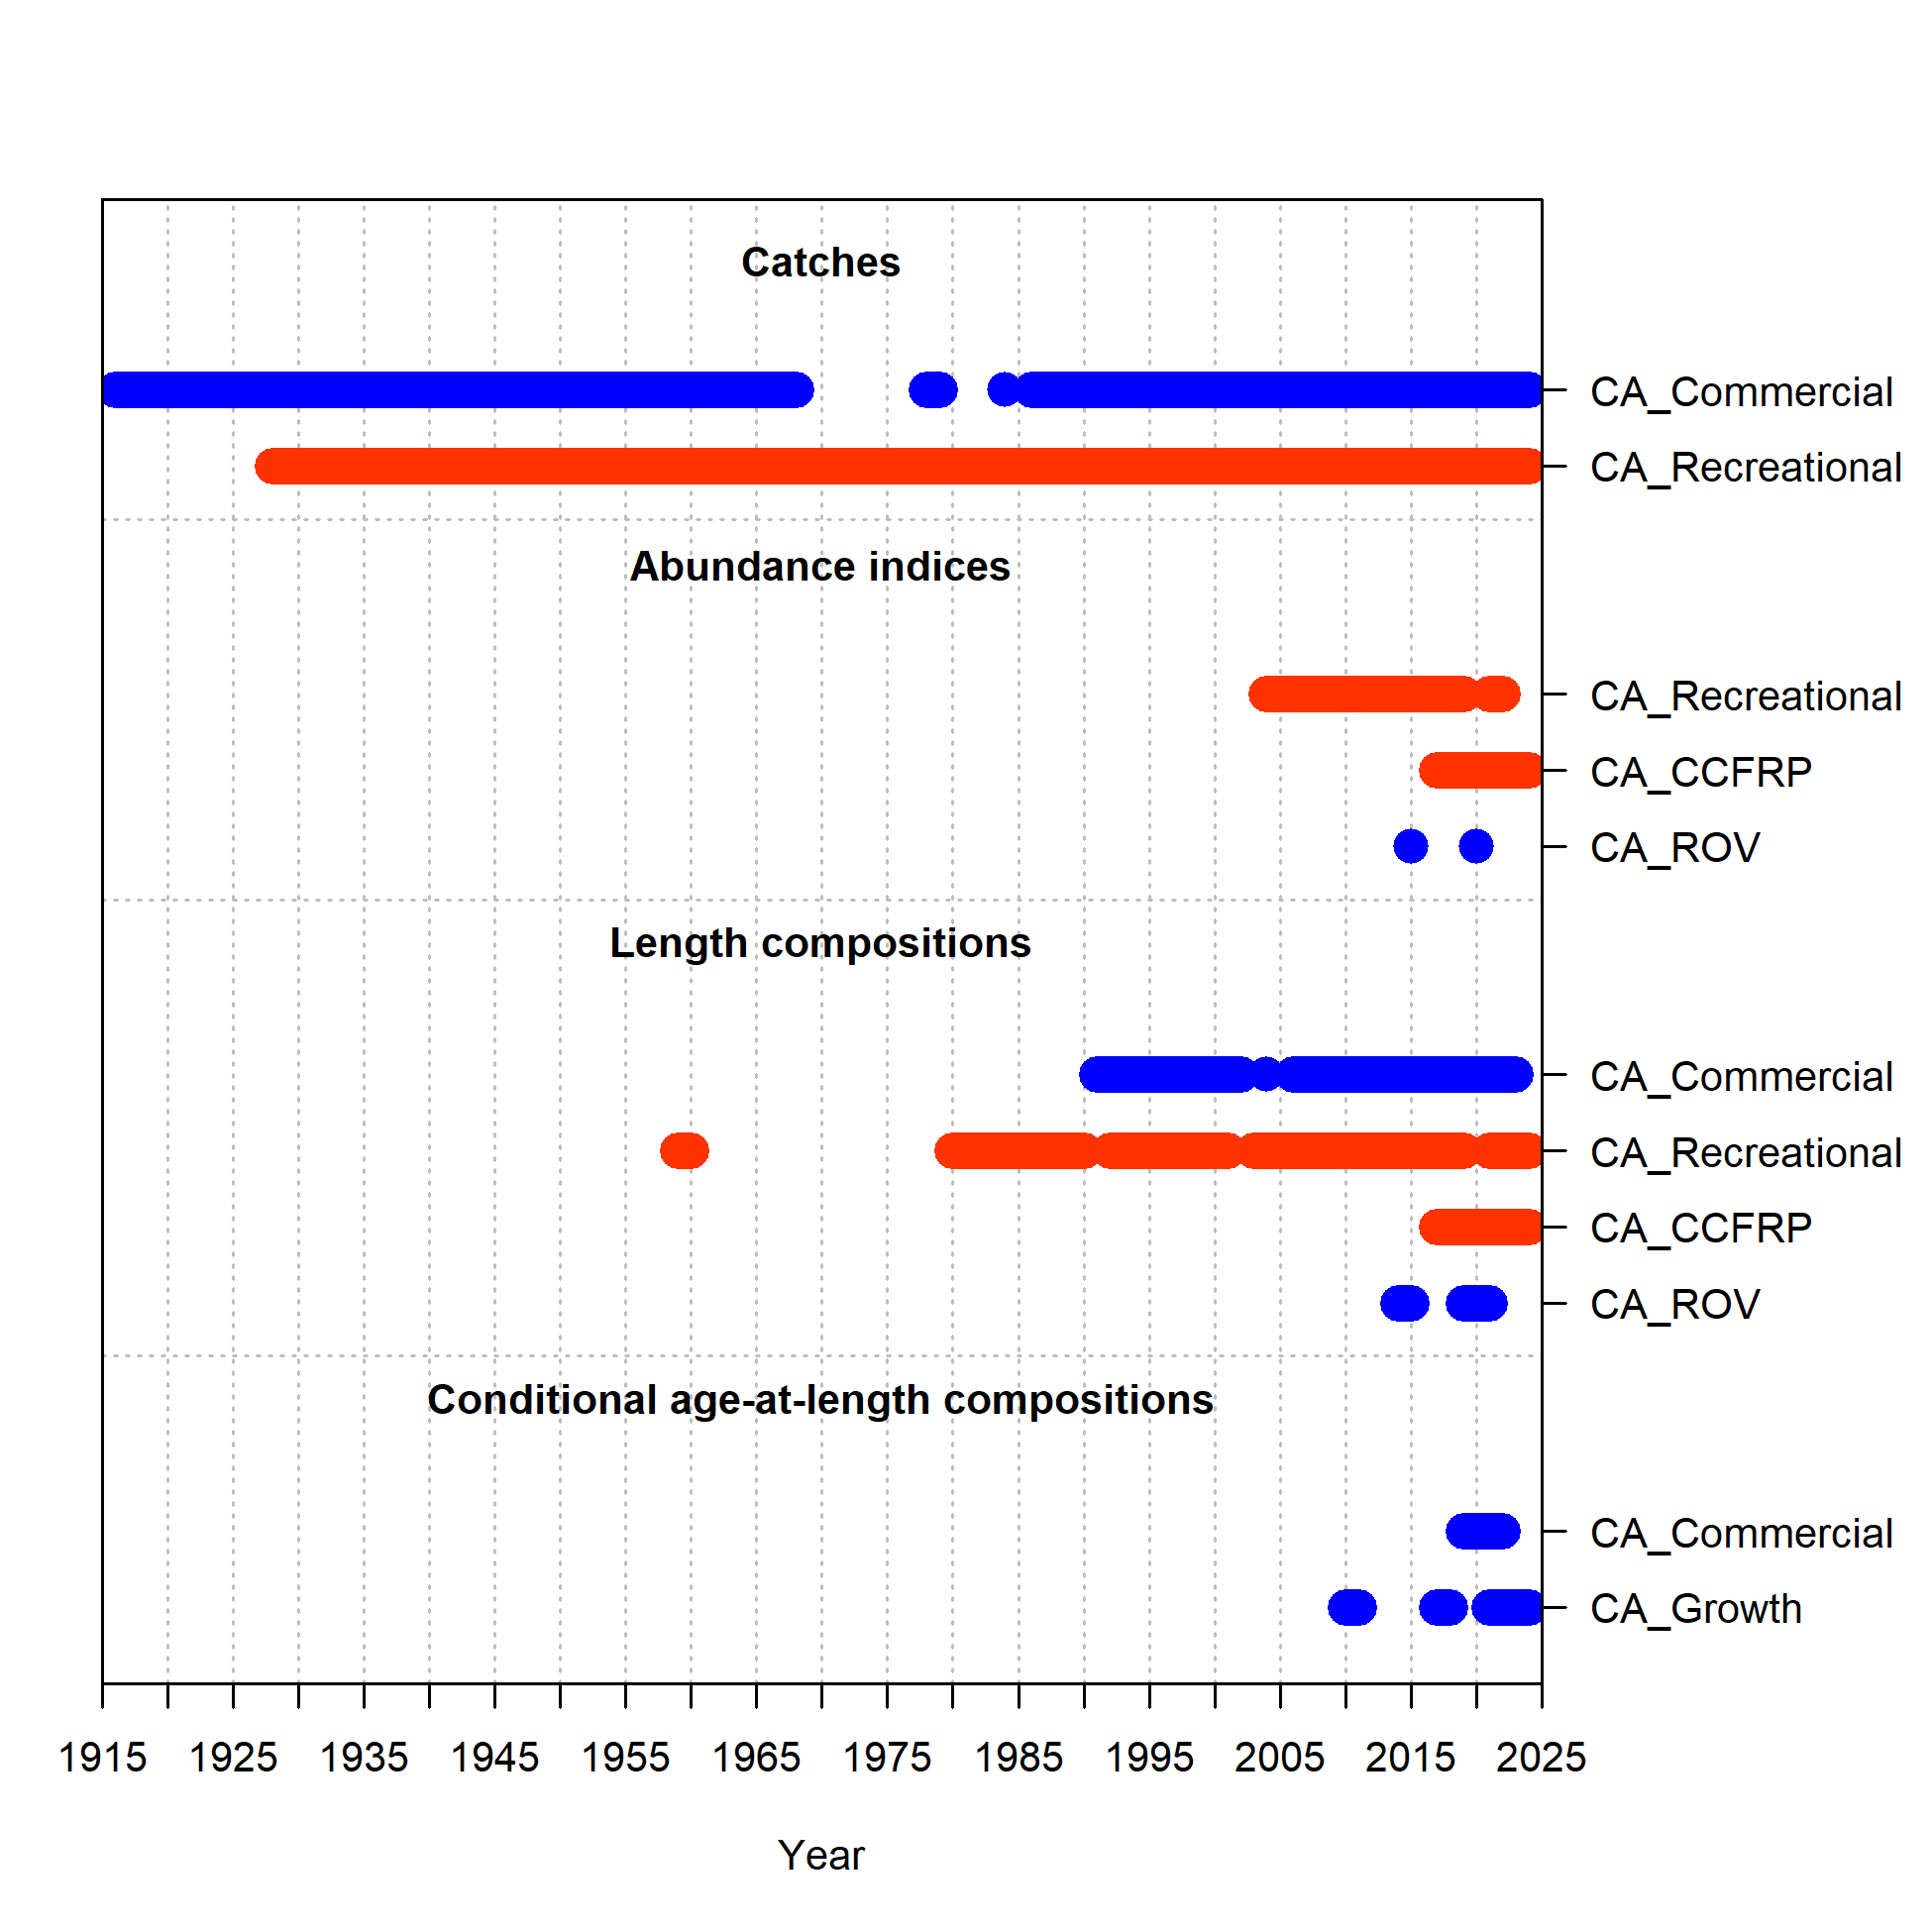 Catches
CA_Commercial
CA_Recreational
Abundance indices
CA_Recreational
CA_CCFRP
CA_ROV
Length compositions
CA_Commercial
CA_Recreational
CA_CCFRP
CA_ROV
Conditional age-at-length compositions
CA_Commercial
CA_Growth
1915 1925 1935 1945 1955 1965 1975 1985 1995 2005 2015 2025
Year